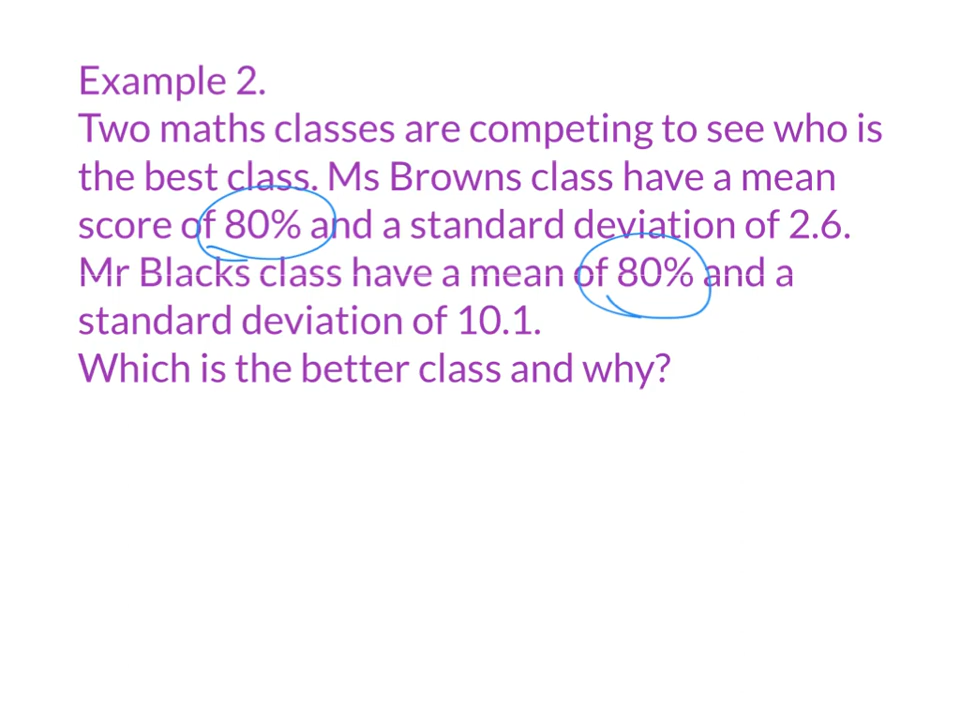 Example 2.
Two maths classes are competing to see who is
the best class. Ms Browns class have a mean
score of 80% and a standard deviation of 2.6.
Mr Blacks class have a mean of 80% and a
standard deviation of 10.1.
Which is the better class and why?